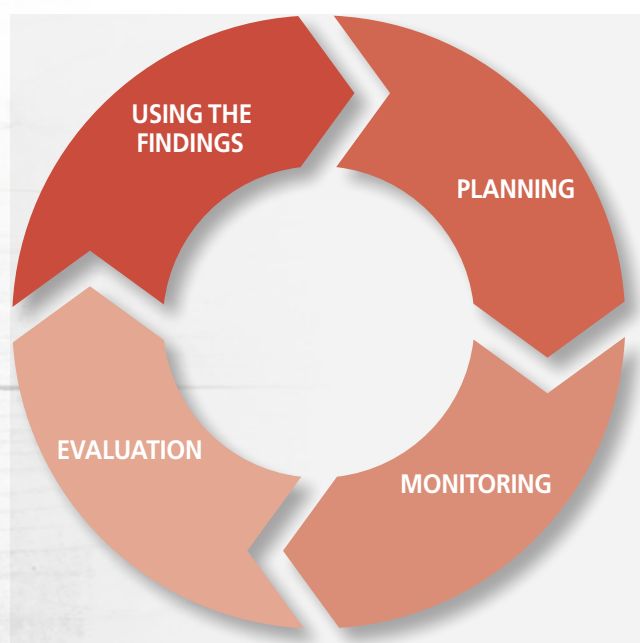 USING THE
FINDINGS
PLANNING
MONITORING
EVALUATION